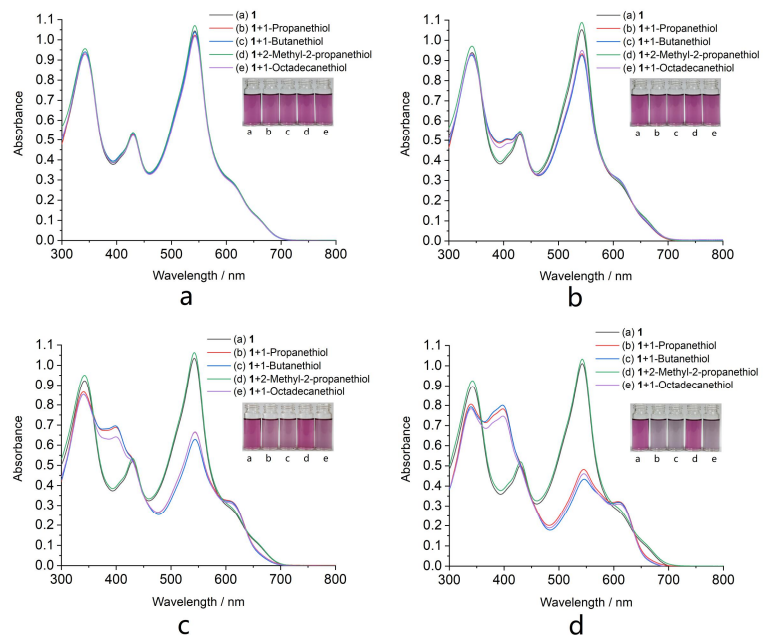 1.2
1.1
1.0
0.9
0.8
0.7
0.6
0.5
0.4
0.3
0.2
0.1
0.0
Absorbance
(a) 1
(b) 1+1-Propanethiol
(c) 1+1-Butanethiol
(d) 1+2-Methyl-2-propanethiol
(e) 1+1-Octadecanethiol
a b c d e
300 400 500 600 700 800
Wavelength / nm
a
1.1
1.0
0.9
0.8
0.7
0.6
0.5
0.4
0.3
0.2
0.1
0.0
Absorbance
(a) 1
(b) 1+1-Propanethiol
(c) 1+1-Butanethiol
(d) 1+2-Methyl-2-propanethiol
(e) 1+1-Octadecanethiol
a b c d e
300 400 500 600 700 800
Wavelength / nm
b
1.1
1.0
0.9
0.8
0.7
0.6
0.5
0.4
0.3
0.2
0.1
0.0
Absorbance
(a) 1
(b) 1+1-Propanethiol
(c) 1+1-Butanethiol
(d) 1+2-Methyl-2-propanethiol
(e) 1+1-Octadecanethiol
a b c d e
300 400 500 600 700 800
Wavelength / nm
c
1.1
1.0
0.9
0.8
0.7
0.6
0.5
0.4
0.3
0.2
0.1
0.0
Absorbance
(a) 1
(b) 1+1-Propanethiol
(c) 1+1-Butanethiol
(d) 1+2-Methyl-2-propanethiol
(e) 1+1-Octadecanethiol
a b c d e
300 400 500 600 700 800
Wavelength / nm
d